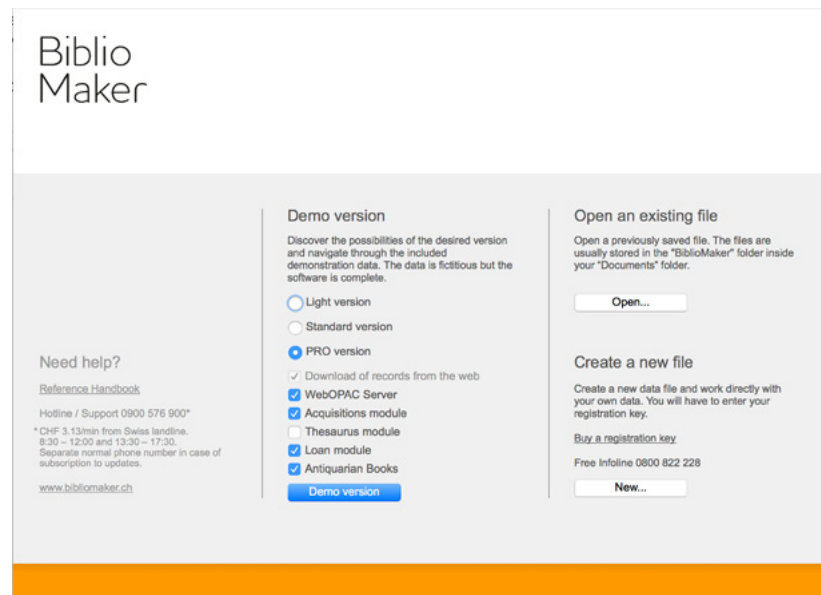 Biblio
Maker
Need help?
Reference Handbook
Hotline / Support 0900 576 900*
* CHF 3.13/min from Swiss landline.
8:30 – 12:00 and 13:30 – 17:30.
Separate normal phone number in case of
subscription to updates.
www.bibliomaker.ch
Demo version
Discover the possibilities of the desired version
and navigate through the included
demonstration data. The data is fictitious but the
software is complete.
Light version
Standard version
PRO version
Download of records from the web
WebOPAC Server
Acquisitions module
Thesaurus module
Loan module
Antiquarian Books
Demo version
Open an existing file
Open a previously saved file. The files are
usually stored in the "BiblioMaker" folder inside
your "Documents" folder.
Open...
Create a new file
Create a new data file and work directly with
your own data. You will have to enter your
registration key.
Buy a registration key
Free Infoline 0800 822 228
New...